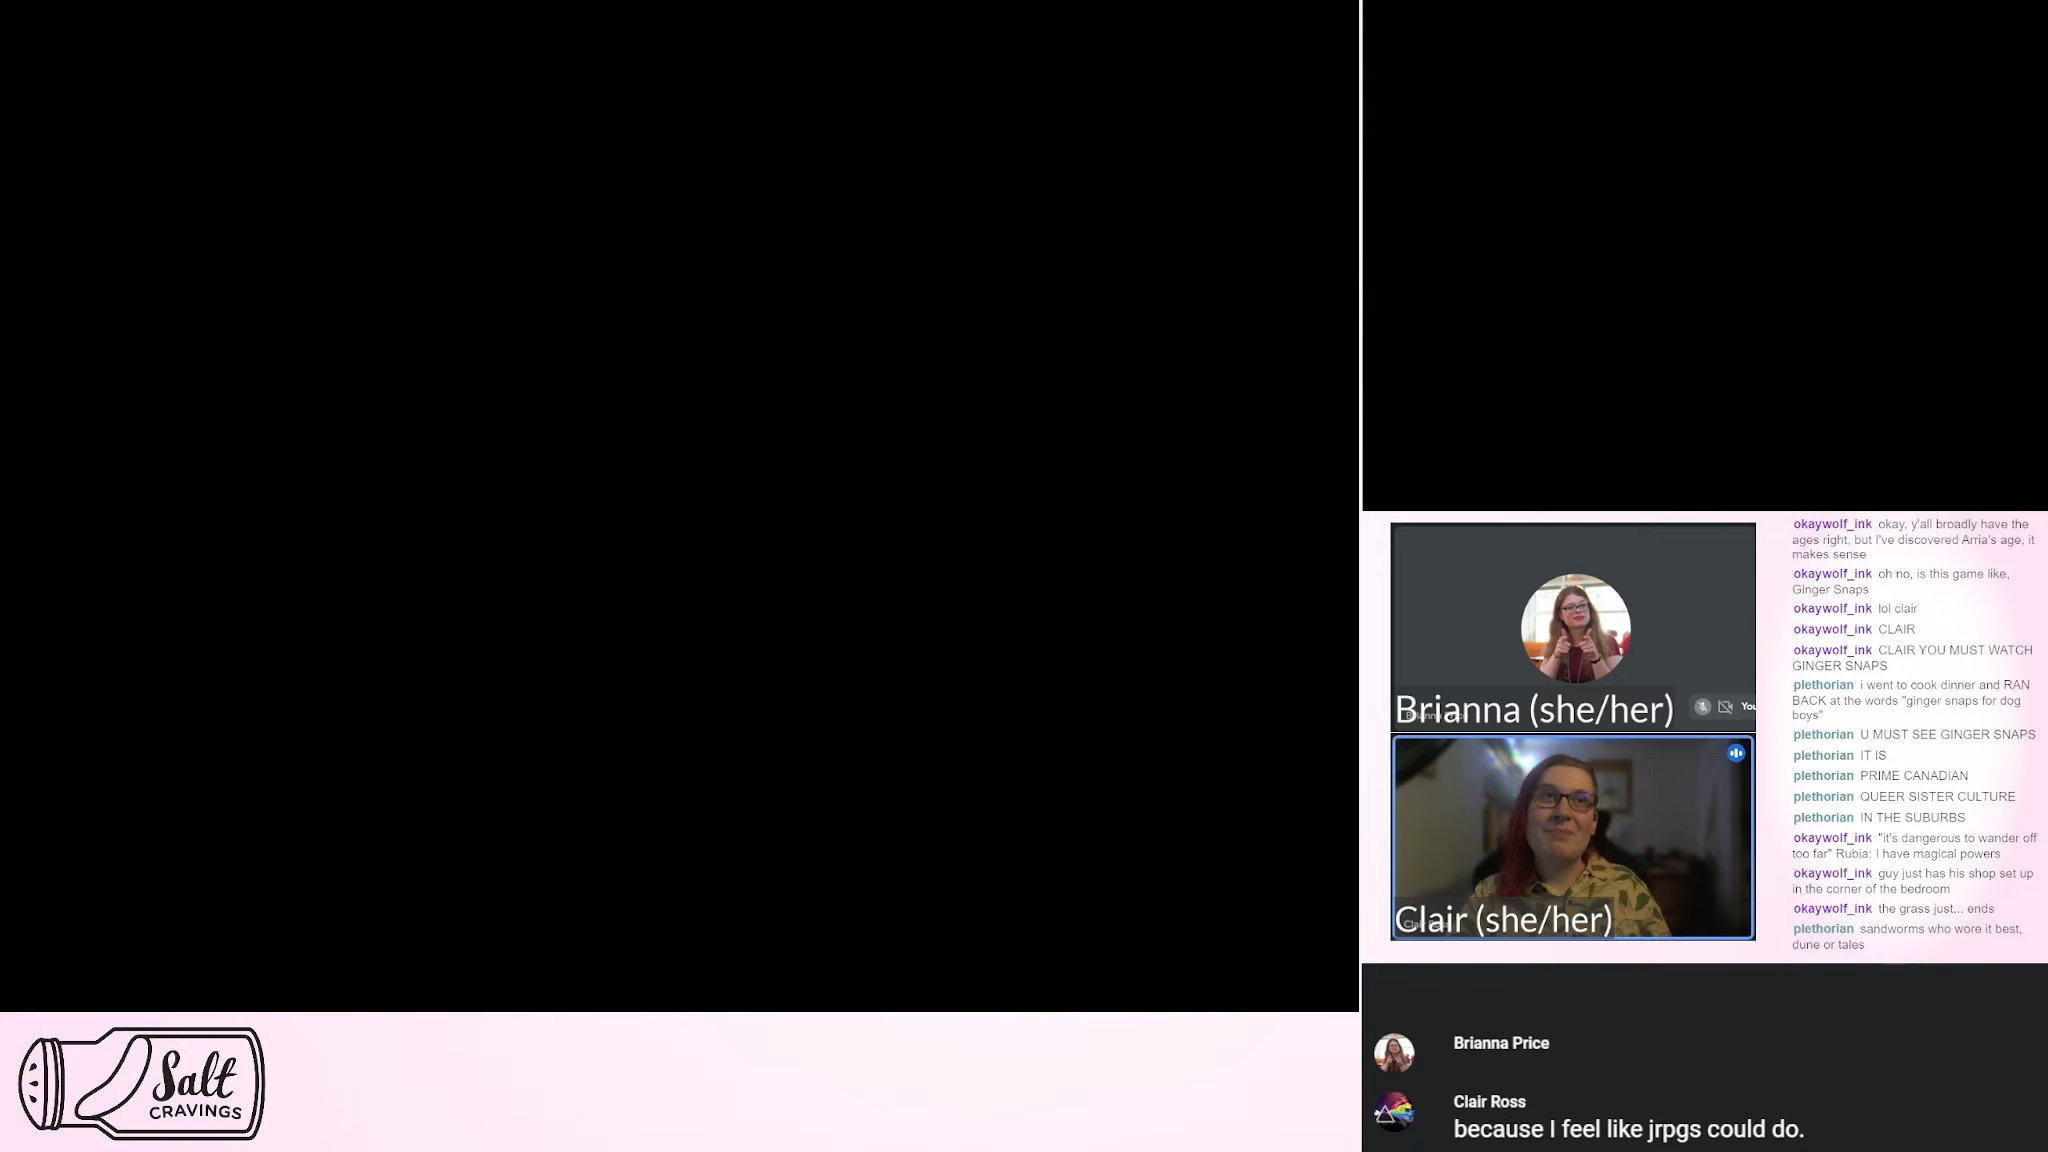 okaywolf_ink okay, y'all broadly have the
ages right, but I've discovered Arria's age, it
makes sense
okaywolf_ink oh no, is this game like,
Ginger Snaps
okaywolf_ink lol clair
okaywolf_ink CLAIR
okaywolf_ink CLAIR YOU MUST WATCH
GINGER SNAPS
plethorian i went to cook dinner and RAN
BACK at the words "ginger snaps for dog
boys"
plethorian U MUST SEE GINGER SNAPS
plethorian IT IS
plethorian PRIME CANADIAN
plethorian QUEER SISTER CULTURE
plethorian IN THE SUBURBS
okaywolf_ink "it's dangerous to wander off
too far" Rubia: I have magical powers
okaywolf_ink guy just has his shop set up
in the corner of the bedroom
okaywolf_ink the grass just... ends
plethorian sandworms who wore it best,
dune or tales
Brianna (she/her)
You
Clair (she/her)
Brianna Price
Clair Ross
because I feel like jrpgs could do.
Salt
CRAVINGS